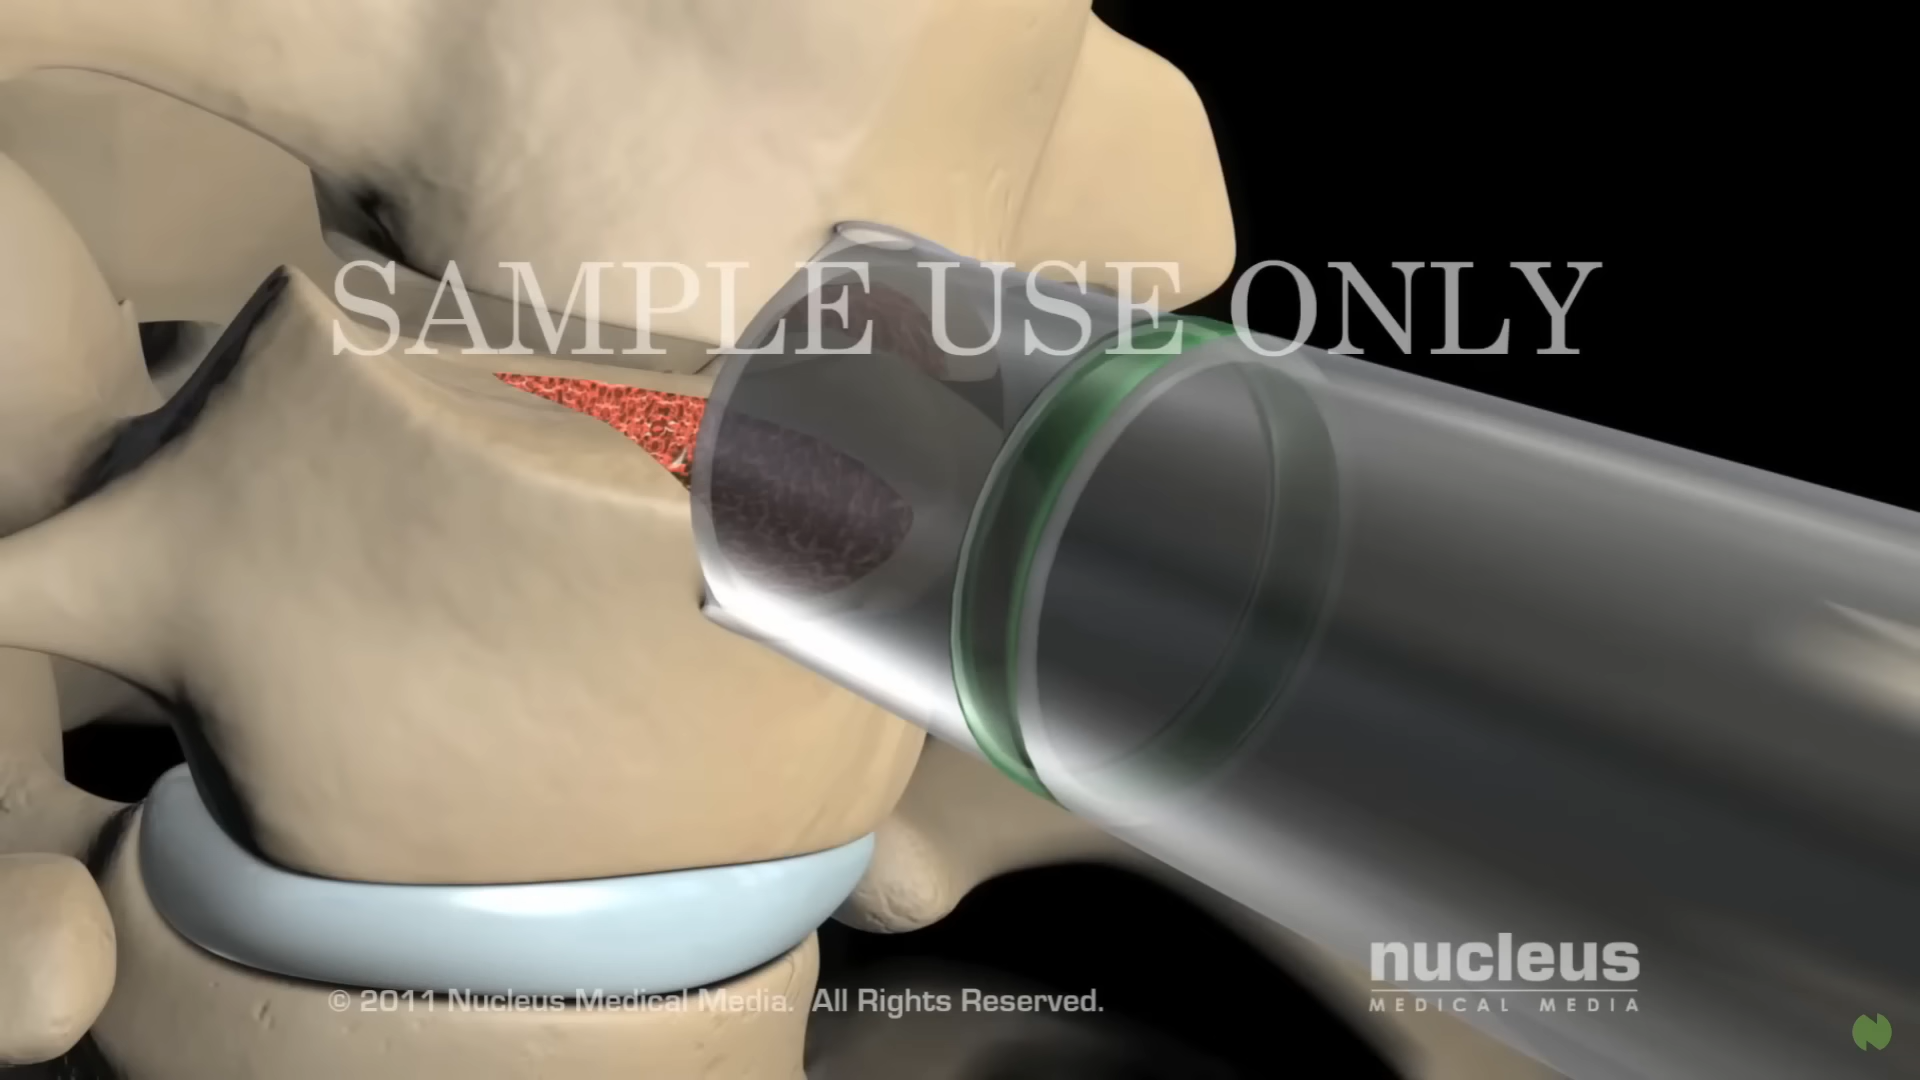 SAMPLE USE ONLY
nucleus
MEDICAL MEDIA
© 2011 Nucleus Medical Media. All Rights Reserved.